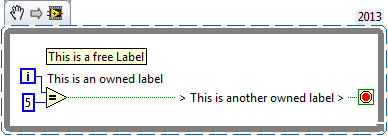 2013
This is a free Label
i
This is an owned label
5
=
> This is another owned label >